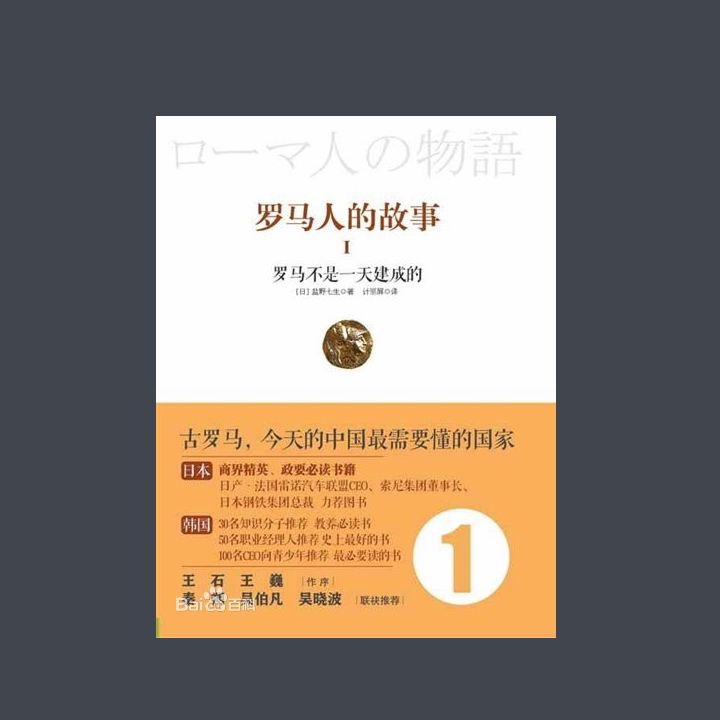 ローマ人の物語
罗马人的故事
I
罗马不是一天建成的
[日] 盐野七生◎著 计丽屏◎译
古罗马，今天的中国最需要懂的国家
日本 商界精英、政要必读书籍
日产·法国雷诺汽车联盟CEO、索尼集团董事长、
日本钢铁集团总裁 力荐图书
韩国 30名知识分子推荐 教养必读书
50名职业经理人推荐 史上最好的书
100名CEO向青少年推荐 最必要读的书
1
王 石 王 巍 |作 序|
秦 朔 吴伯凡 吴晓波 |联袂推荐|
Bai 百科